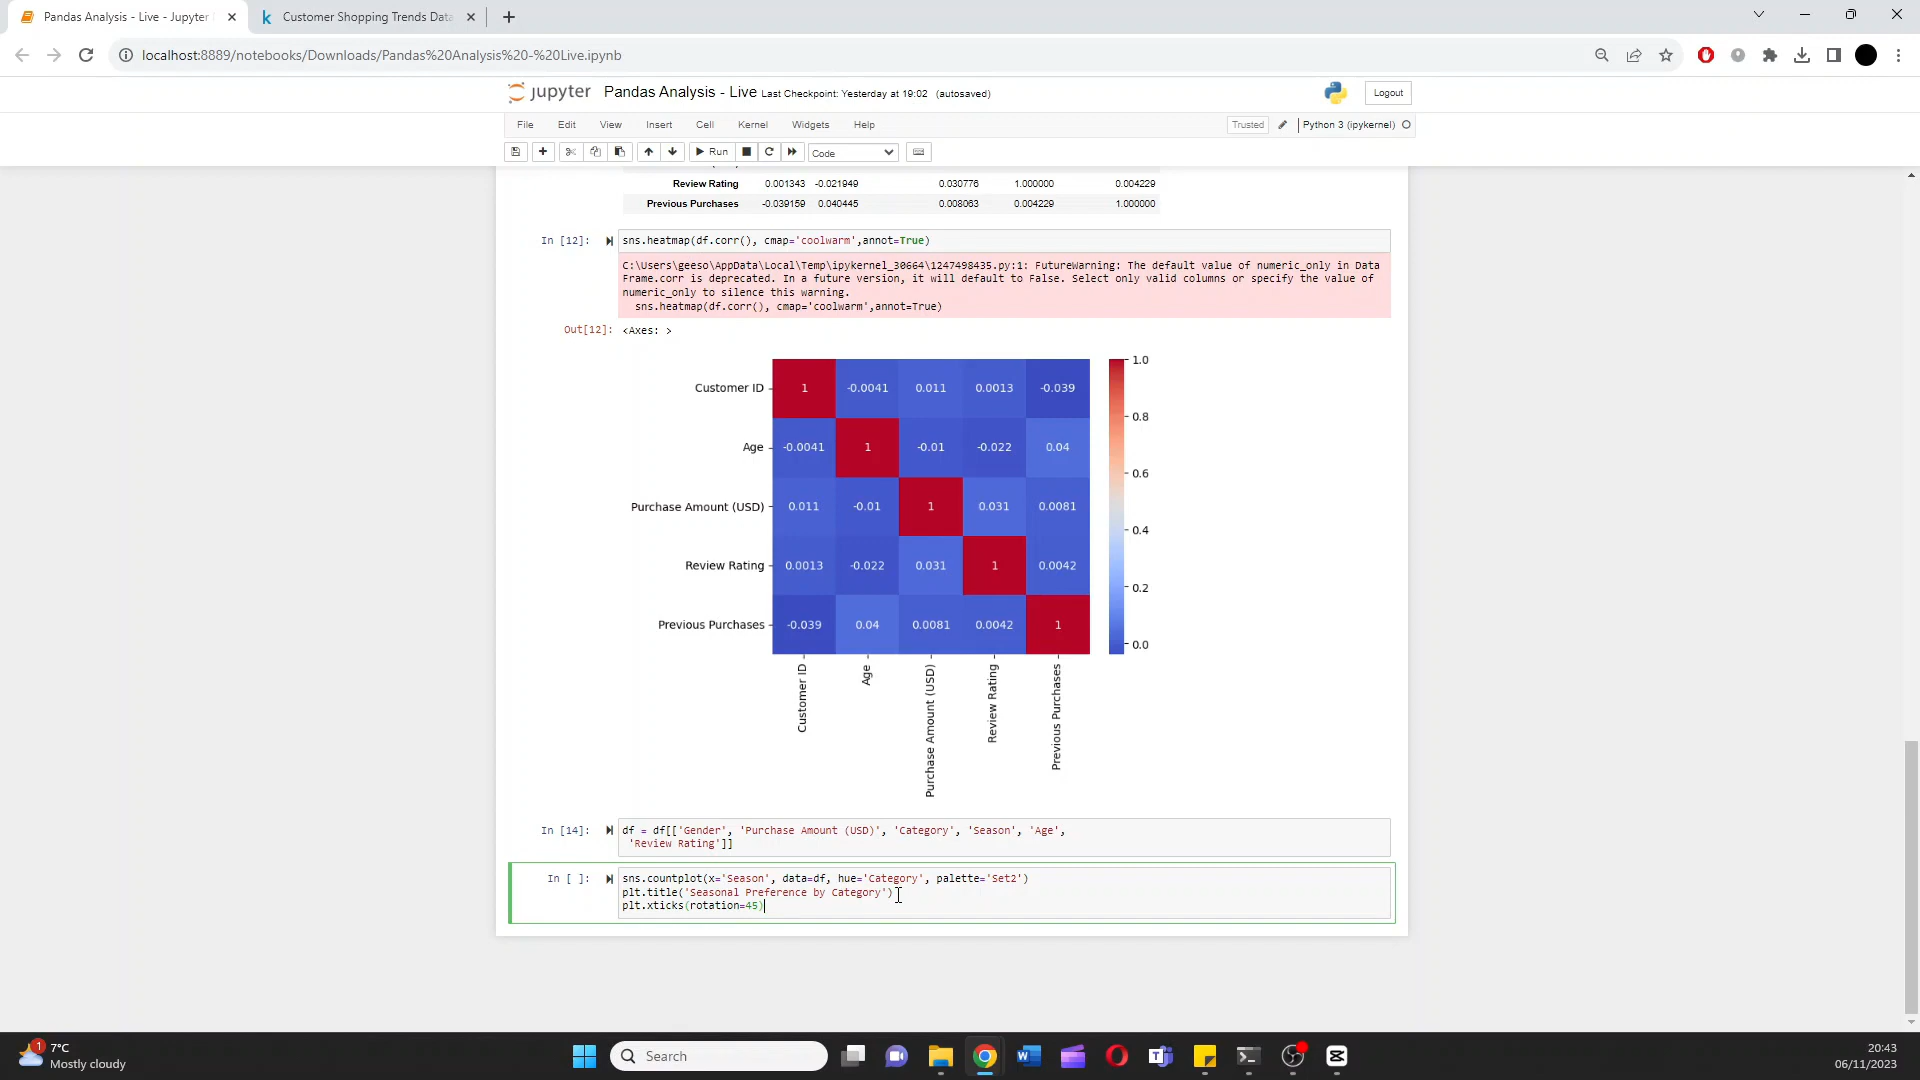 Pandas Analysis - Live - Jupyter
Customer Shopping Trends Data
localhost:8889/notebooks/Downloads/Pandas%20Analysis%20-%20Live.ipynb
jupyter Pandas Analysis - Live Last Checkpoint: Yesterday at 19:02 (autosaved)
Logout
File Edit View Insert Cell Kernel Widgets Help
Trusted Python 3 (ipykernel)
Run Code
Review Rating 0.001343 -0.021949 0.030776 1.000000 0.004229
Previous Purchases -0.039159 0.040445 0.008063 0.004229 1.000000
In [12]: sns.heatmap(df.corr(), cmap='coolwarm',annot=True)
C:\Users\geeso\AppData\Local\Temp\ipykernel_30664\1247498435.py:1: FutureWarning: The default value of numeric_only in Data
Frame.corr is deprecated. In a future version, it will default to False. Select only valid columns or specify the value of
numeric_only to silence this warning.
sns.heatmap(df.corr(), cmap='coolwarm',annot=True)
Out[12]: <Axes: >
1.0
Customer ID 1 -0.0041 0.011 0.0013 -0.039
0.8
Age -0.0041 1 -0.01 -0.022 0.04
0.6
Purchase Amount (USD) 0.011 -0.01 1 0.031 0.0081
0.4
Review Rating 0.0013 -0.022 0.031 1 0.0042
0.2
Previous Purchases -0.039 0.04 0.0081 0.0042 1
0.0
Customer ID
Age
Purchase Amount (USD)
Review Rating
Previous Purchases
In [14]: df = df[['Gender', 'Purchase Amount (USD)', 'Category', 'Season', 'Age',
'Review Rating']]
In [ ]: sns.countplot(x='Season', data=df, hue='Category', palette='Set2')
plt.title('Seasonal Preference by Category')
plt.xticks(rotation=45)
1
7°C
Mostly cloudy
Search
20:43
06/11/2023